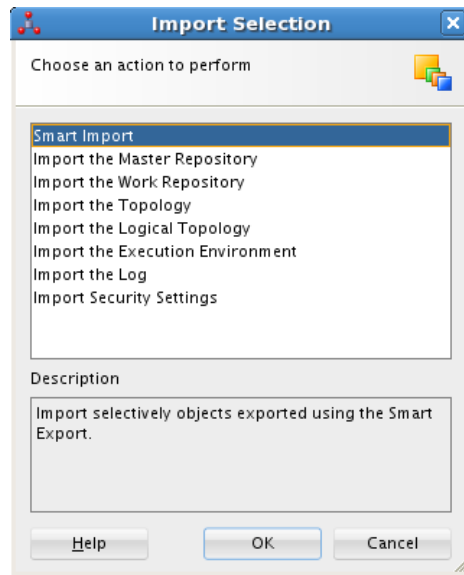 Import Selection
Choose an action to perform
Smart Import
Import the Master Repository
Import the Work Repository
Import the Topology
Import the Logical Topology
Import the Execution Environment
Import the Log
Import Security Settings
Description
Import selectively objects exported using the Smart
Export.
Help OK Cancel